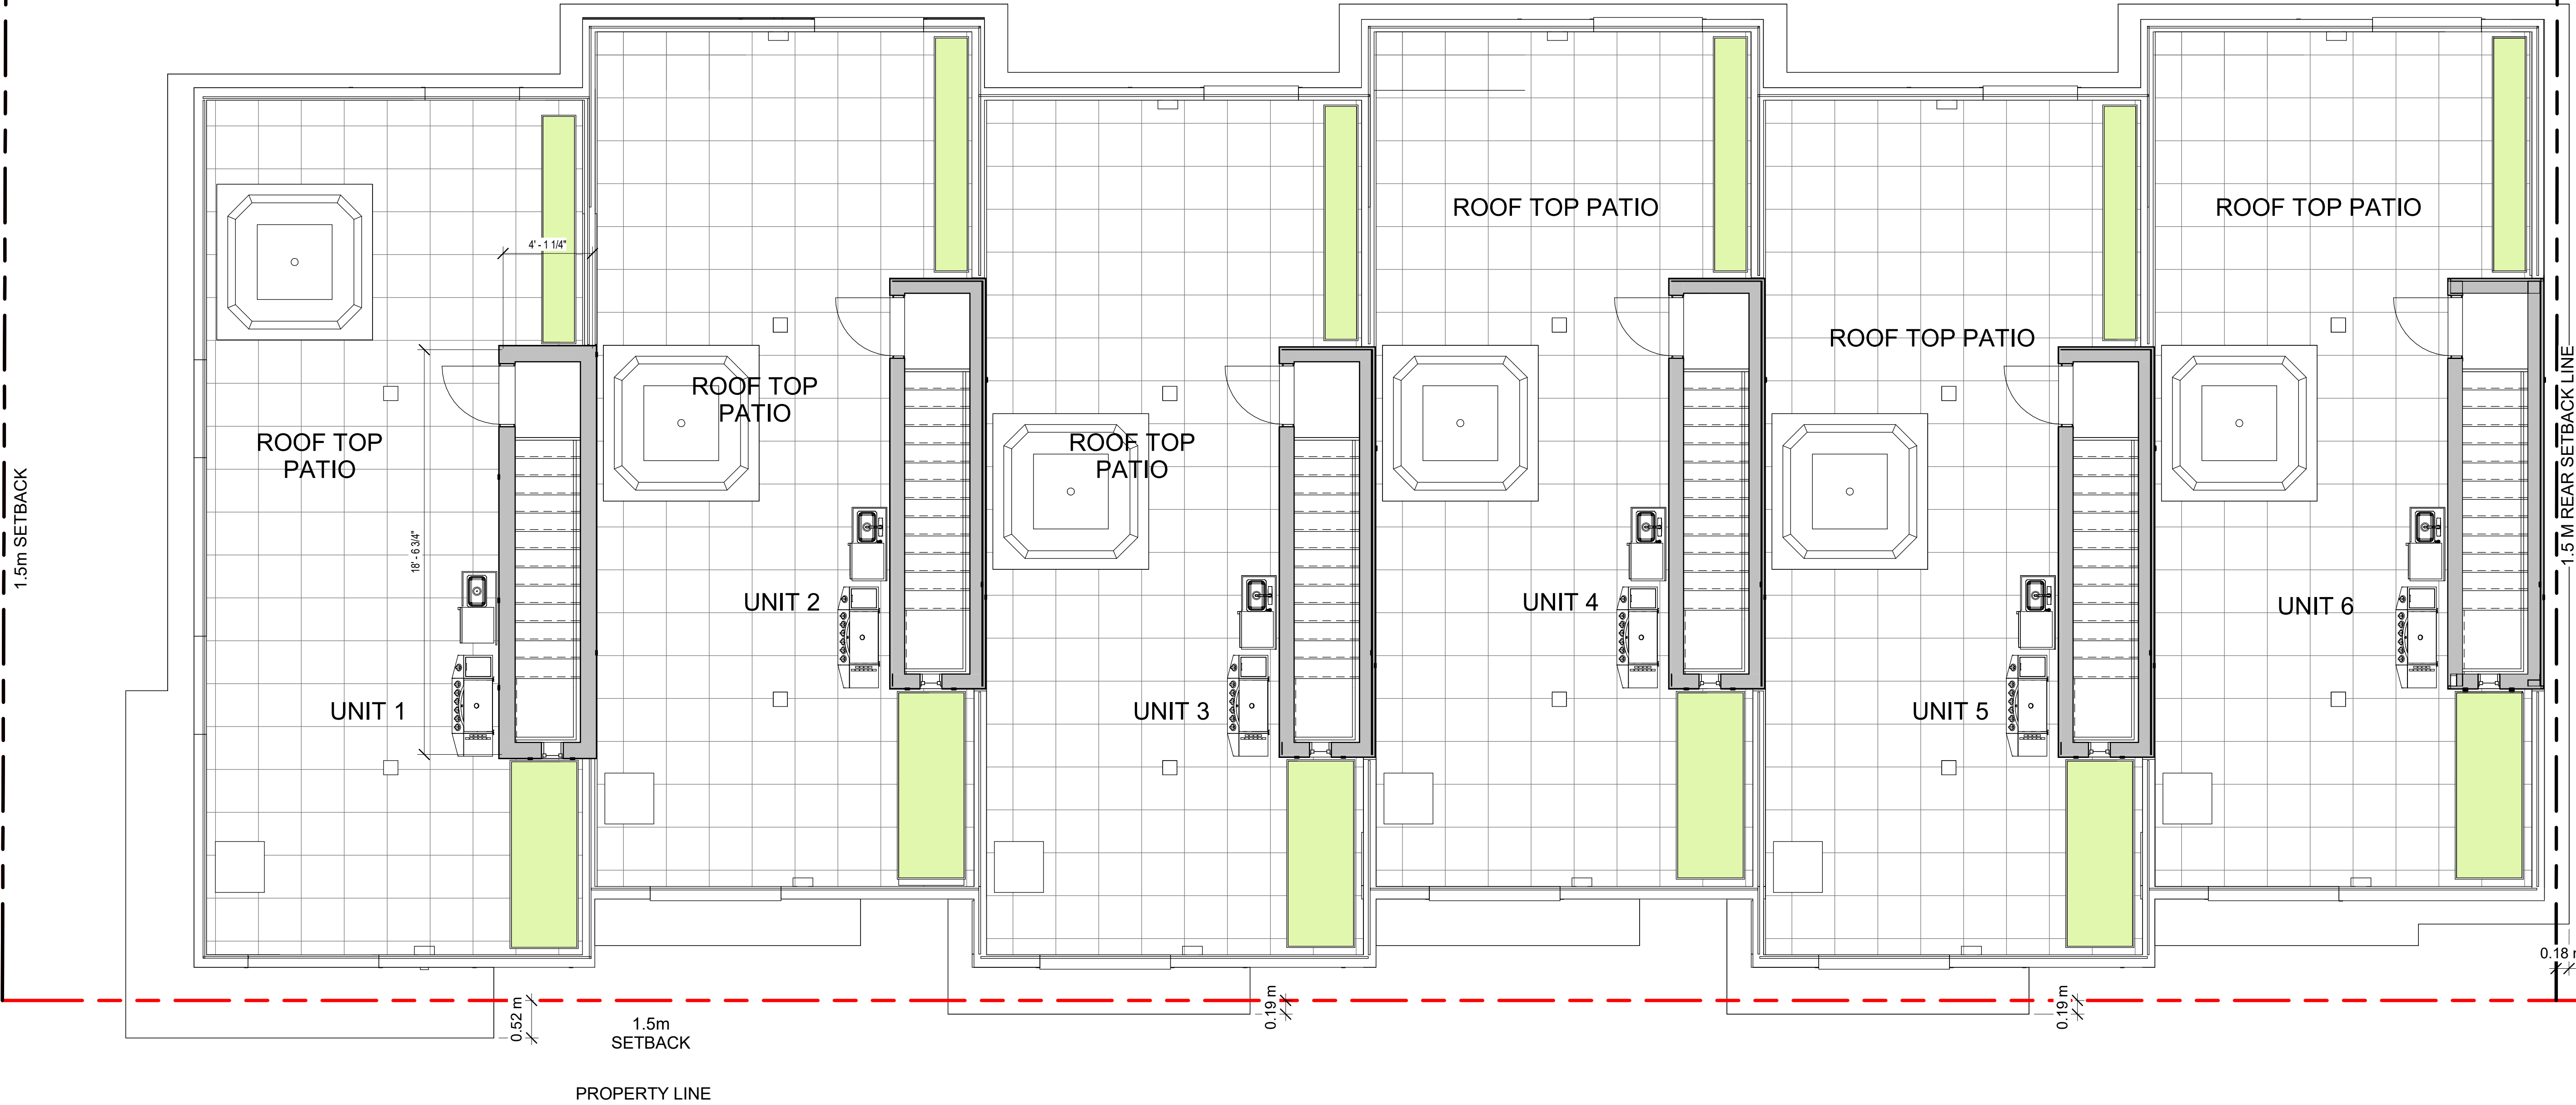 ROOF TOP PATIO
ROOF TOP PATIO
4' - 1 1/4"
ROOF TOP PATIO
ROOF TOP
PATIO
ROOF TOP
PATIO
ROOF TOP
PATIO
1.5m SETBACK
18' - 6 3/4"
1.5 M REAR SETBACK LINE
UNIT 2
UNIT 4
UNIT 6
UNIT 1
UNIT 3
UNIT 5
0.18
0.52 m
0.19 m
0.19 m
1.5m
SETBACK
PROPERTY LINE